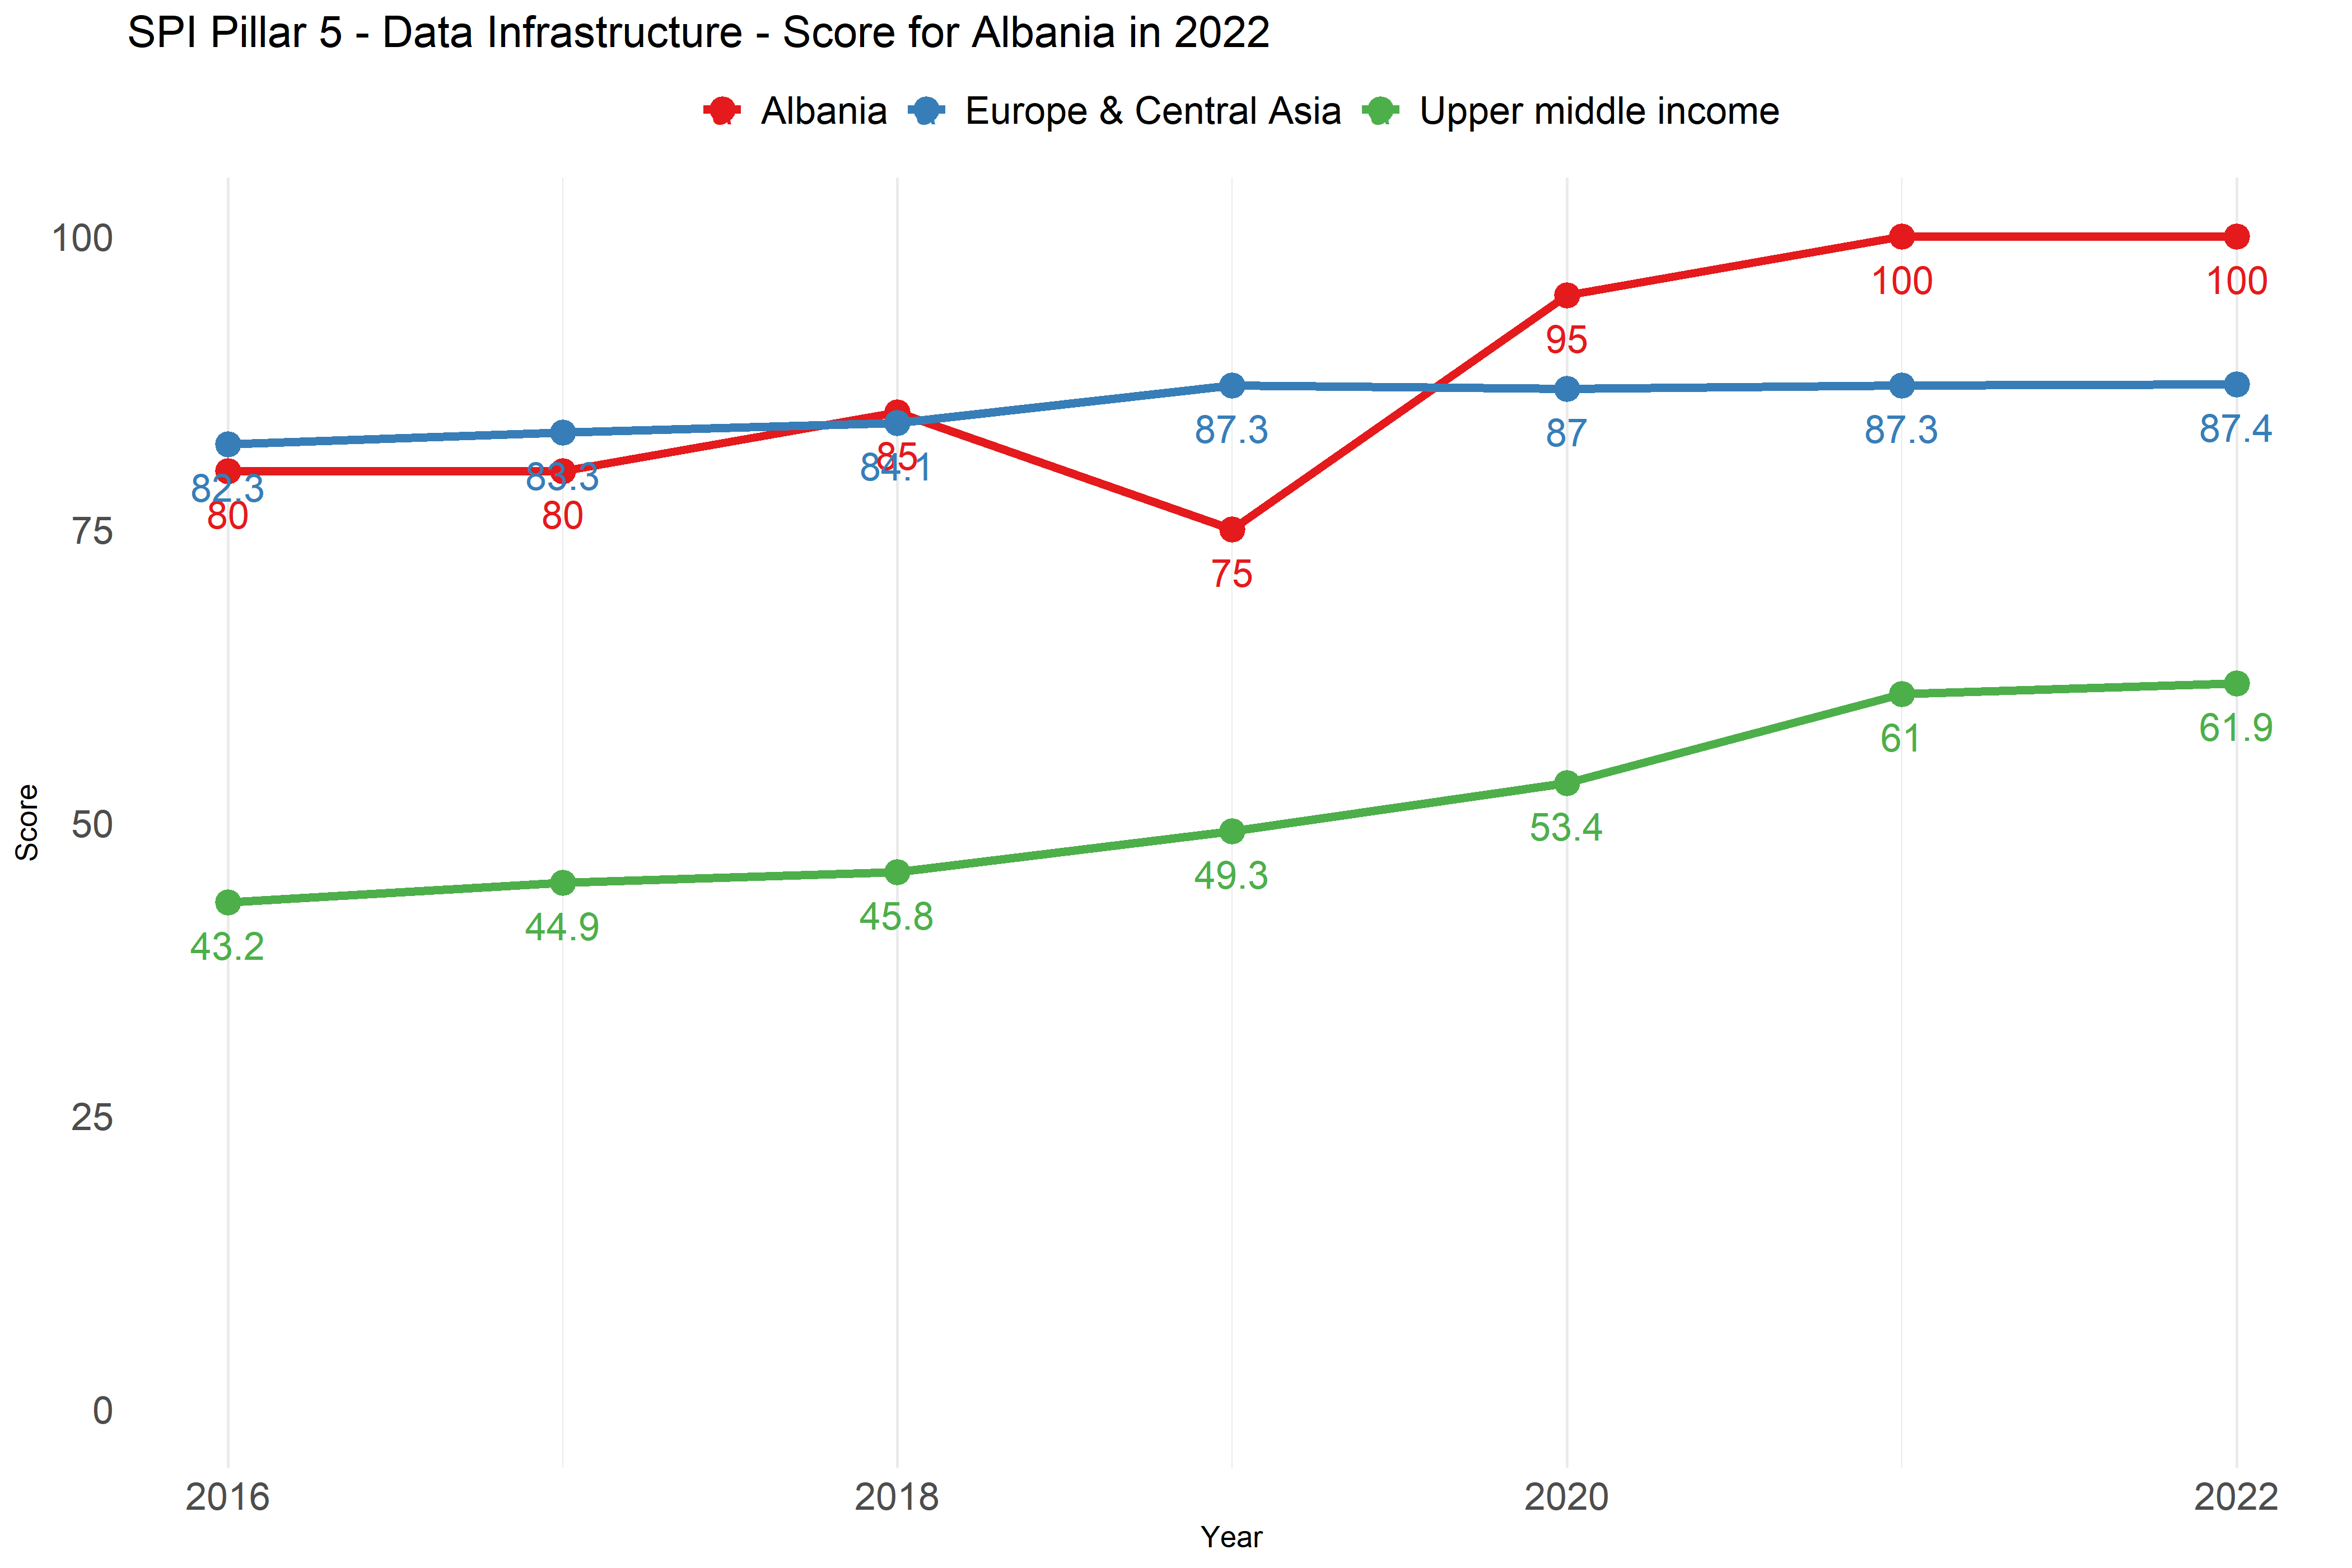 SPI Pillar 5 - Data Infrastructure - Score for Albania in 2022
Albania Europe & Central Asia Upper middle income
100
75
50
25
0
Score
100 100
95
85
87.3 87 87.3 87.4
82.3 83.3 84.1
80 80
75
61 61.9
53.4
49.3
43.2 44.9 45.8
2016 2018 2020 2022
Year